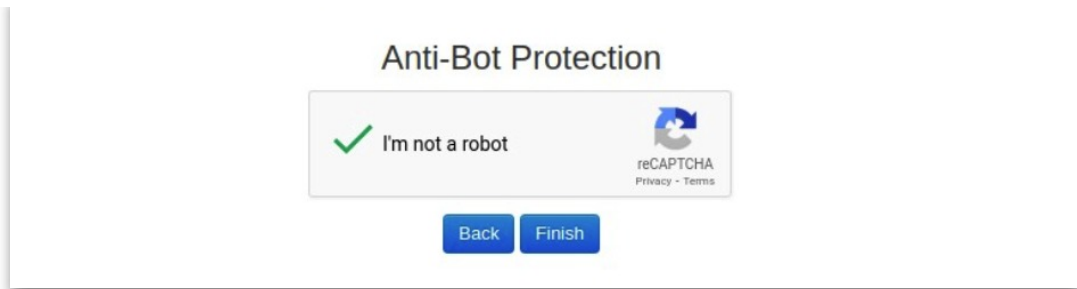 Anti-Bot Protection
I'm not a robot
reCAPTCHA
Privacy - Terms
Back Finish